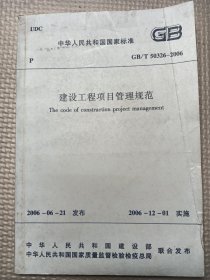 UDC
GB
中华人民共和国国家标准
P
GB/T 50326-2006
建设工程项目管理规范
The code of construction project management
2006-06-21 发布
2006-12-01 实施
中华人民共和国建设部
中华人民共和国国家质量监督检验检疫总局
联合发布